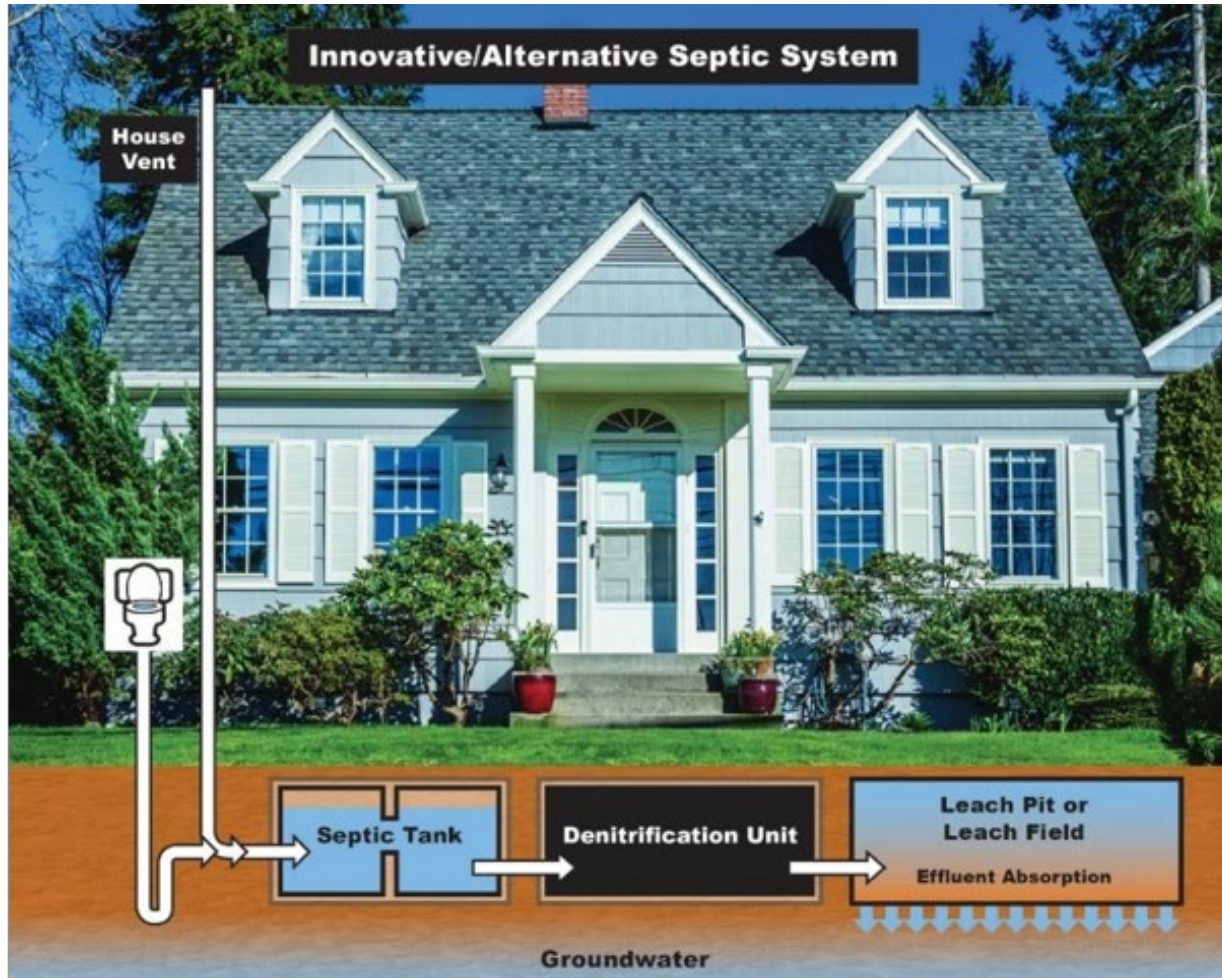 Innovative/Alternative Septic System
House
Vent
Septic Tank
Denitrification Unit
Leach Pit or
Leach Field
Effluent Absorption
Groundwater